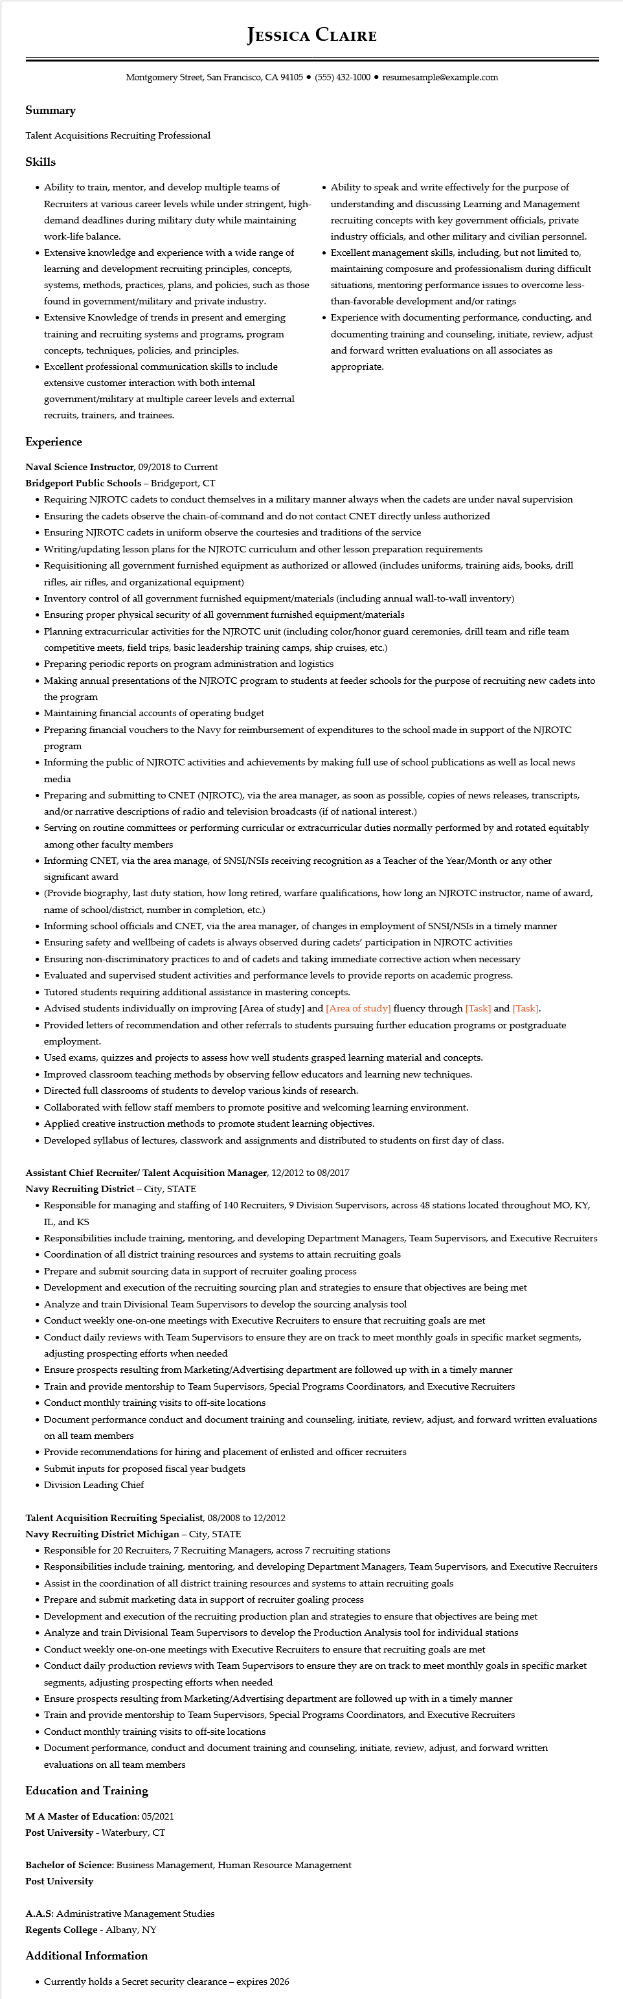 Jessica Claire
Montgomery Street, San Francisco, CA 94105 ● (555) 432-1000 ● resumesample@example.com
Summary
Talent Acquisitions Recruiting Professional
Skills
• Ability to train, mentor, and develop multiple teams of
Recruiters at various career levels while under stringent, high-
demand deadlines during military duty while maintaining
work-life balance.
• Extensive knowledge and experience with a wide range of
learning and development recruiting principles, concepts,
systems, methods, practices, plans, and policies, such as those
found in government/military and private industry.
• Extensive Knowledge of trends in present and emerging
training and recruiting systems and programs, program
concepts, techniques, policies, and principles.
• Excellent professional communication skills to include
extensive customer interaction with both internal
government/military at multiple career levels and external
recruits, trainers, and trainees.
• Ability to speak and write effectively for the purpose of
understanding and discussing Learning and Management
recruiting concepts with key government officials, private
industry officials, and other military and civilian personnel.
• Excellent management skills, including, but not limited to,
maintaining composure and professionalism during difficult
situations, mentoring performance issues to overcome less-
than-favorable development and/or ratings
• Experience with documenting performance, conducting, and
documenting training and counseling, initiate, review, adjust
and forward written evaluations on all associates as
appropriate.
Experience
Naval Science Instructor, 09/2018 to Current
Bridgeport Public Schools – Bridgeport, CT
• Requiring NJROTC cadets to conduct themselves in a military manner always when the cadets are under naval supervision
• Ensuring the cadets observe the chain-of-command and do not contact CNET directly unless authorized
• Ensuring NJROTC cadets in uniform observe the courtesies and traditions of the service
• Writing/updating lesson plans for the NJROTC curriculum and other lesson preparation requirements
• Requisitioning all government furnished equipment as authorized or allowed (includes uniforms, training aids, books, drill
rifles, air rifles, and organizational equipment)
• Inventory control of all government furnished equipment/materials (including annual wall-to-wall inventory)
• Ensuring proper physical security of all government furnished equipment/materials
• Planning extracurricular activities for the NJROTC unit (including color/honor guard ceremonies, drill team and rifle team
competitive meets, field trips, basic leadership training camps, ship cruises, etc.)
• Preparing periodic reports on program administration and logistics
• Making annual presentations of the NJROTC program to students at feeder schools for the purpose of recruiting new cadets into
the program
• Maintaining financial accounts of operating budget
• Preparing financial vouchers to the Navy for reimbursement of expenditures to the school made in support of the NJROTC
program
• Informing the public of NJROTC activities and achievements by making full use of school publications as well as local news
media
• Preparing and submitting to CNET (NJROTC), via the area manager, as soon as possible, copies of news releases, transcripts,
and/or narrative descriptions of radio and television broadcasts (if of national interest.)
• Serving on routine committees or performing curricular or extracurricular duties normally performed by and rotated equitably
among other faculty members
• Informing CNET, via the area manage, of SNSI/NSIs receiving recognition as a Teacher of the Year/Month or any other
significant award
• (Provide biography, last duty station, how long retired, warfare qualifications, how long an NJROTC instructor, name of award,
name of school/district, number in completion, etc.)
• Informing school officials and CNET, via the area manager, of changes in employment of SNSI/NSIs in a timely manner
• Ensuring safety and wellbeing of cadets is always observed during cadets' participation in NJROTC activities
• Ensuring non-discriminatory practices to and of cadets and taking immediate corrective action when necessary
• Evaluated and supervised student activities and performance levels to provide reports on academic progress.
• Tutored students requiring additional assistance in mastering concepts.
• Advised students individually on improving [Area of study] and [Area of study] fluency through [Task] and [Task].
• Provided letters of recommendation and other referrals to students pursuing further education programs or postgraduate
employment.
• Used exams, quizzes and projects to assess how well students grasped learning material and concepts.
• Improved classroom teaching methods by observing fellow educators and learning new techniques.
• Directed full classrooms of students to develop various kinds of research.
• Collaborated with fellow staff members to promote positive and welcoming learning environment.
• Applied creative instruction methods to promote student learning objectives.
• Developed syllabus of lectures, classwork and assignments and distributed to students on first day of class.
Assistant Chief Recruiter/ Talent Acquisition Manager, 12/2012 to 08/2017
Navy Recruiting District – City, STATE
• Responsible for managing and staffing of 140 Recruiters, 9 Division Supervisors, across 48 stations located throughout MO, KY,
IL, and KS
• Responsibilities include training, mentoring, and developing Department Managers, Team Supervisors, and Executive Recruiters
• Coordination of all district training resources and systems to attain recruiting goals
• Prepare and submit sourcing data in support of recruiter goaling process
• Development and execution of the recruiting sourcing plan and strategies to ensure that objectives are being met
• Analyze and train Divisional Team Supervisors to develop the sourcing analysis tool
• Conduct weekly one-on-one meetings with Executive Recruiters to ensure that recruiting goals are met
• Conduct daily reviews with Team Supervisors to ensure they are on track to meet monthly goals in specific market segments,
adjusting prospecting efforts when needed
• Ensure prospects resulting from Marketing/Advertising department are followed up with in a timely manner
• Train and provide mentorship to Team Supervisors, Special Programs Coordinators, and Executive Recruiters
• Conduct monthly training visits to off-site locations
• Document performance conduct and document training and counseling, initiate, review, adjust, and forward written evaluations
on all team members
• Provide recommendations for hiring and placement of enlisted and officer recruiters
• Submit inputs for proposed fiscal year budgets
• Division Leading Chief
Talent Acquisition Recruiting Specialist, 08/2008 to 12/2012
Navy Recruiting District Michigan – City, STATE
• Responsible for 20 Recruiters, 7 Recruiting Managers, across 7 recruiting stations
• Responsibilities include training, mentoring, and developing Department Managers, Team Supervisors, and Executive Recruiters
• Assist in the coordination of all district training resources and systems to attain recruiting goals
• Prepare and submit marketing data in support of recruiter goaling process
• Development and execution of the recruiting production plan and strategies to ensure that objectives are being met
• Analyze and train Divisional Team Supervisors to develop the Production Analysis tool for individual stations
• Conduct weekly one-on-one meetings with Executive Recruiters to ensure that recruiting goals are met
• Conduct daily production reviews with Team Supervisors to ensure they are on track to meet monthly goals in specific market
segments, adjusting prospecting efforts when needed
• Ensure prospects resulting from Marketing/Advertising department are followed up with in a timely manner
• Train and provide mentorship to Team Supervisors, Special Programs Coordinators, and Executive Recruiters
• Conduct monthly training visits to off-site locations
• Document performance, conduct and document training and counseling, initiate, review, adjust, and forward written
evaluations on all team members
Education and Training
M A Master of Education: 05/2021
Post University - Waterbury, CT
Bachelor of Science: Business Management, Human Resource Management
Post University
A.A.S: Administrative Management Studies
Regents College - Albany, NY
Additional Information
• Currently holds a Secret security clearance – expires 2026